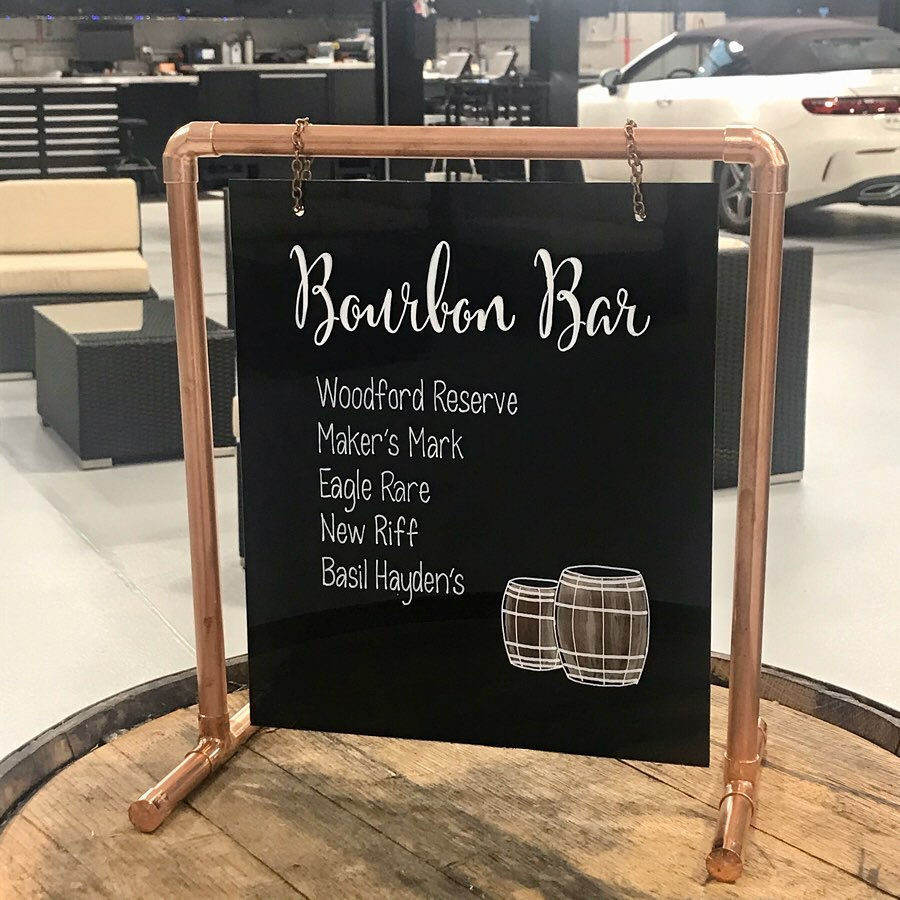 Bourbon Bar
Woodford Reserve
Maker's Mark
Eagle Rare
New Riff
Basil Hayden's